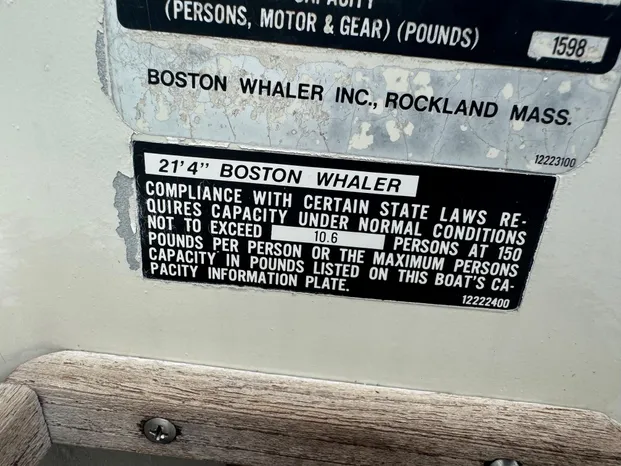 CAPACITY
(PERSONS, MOTOR & GEAR) (POUNDS) 1598
BOSTON WHALER INC., ROCKLAND MASS.
12223100
21'4" BOSTON WHALER
COMPLIANCE WITH CERTAIN STATE LAWS RE-
QUIRES CAPACITY UNDER NORMAL CONDITIONS
NOT TO EXCEED 10.6 PERSONS AT 150
POUNDS PER PERSON OR THE MAXIMUM PERSONS
CAPACITY IN POUNDS LISTED ON THIS BOAT'S CA-
PACITY INFORMATION PLATE.
12222400